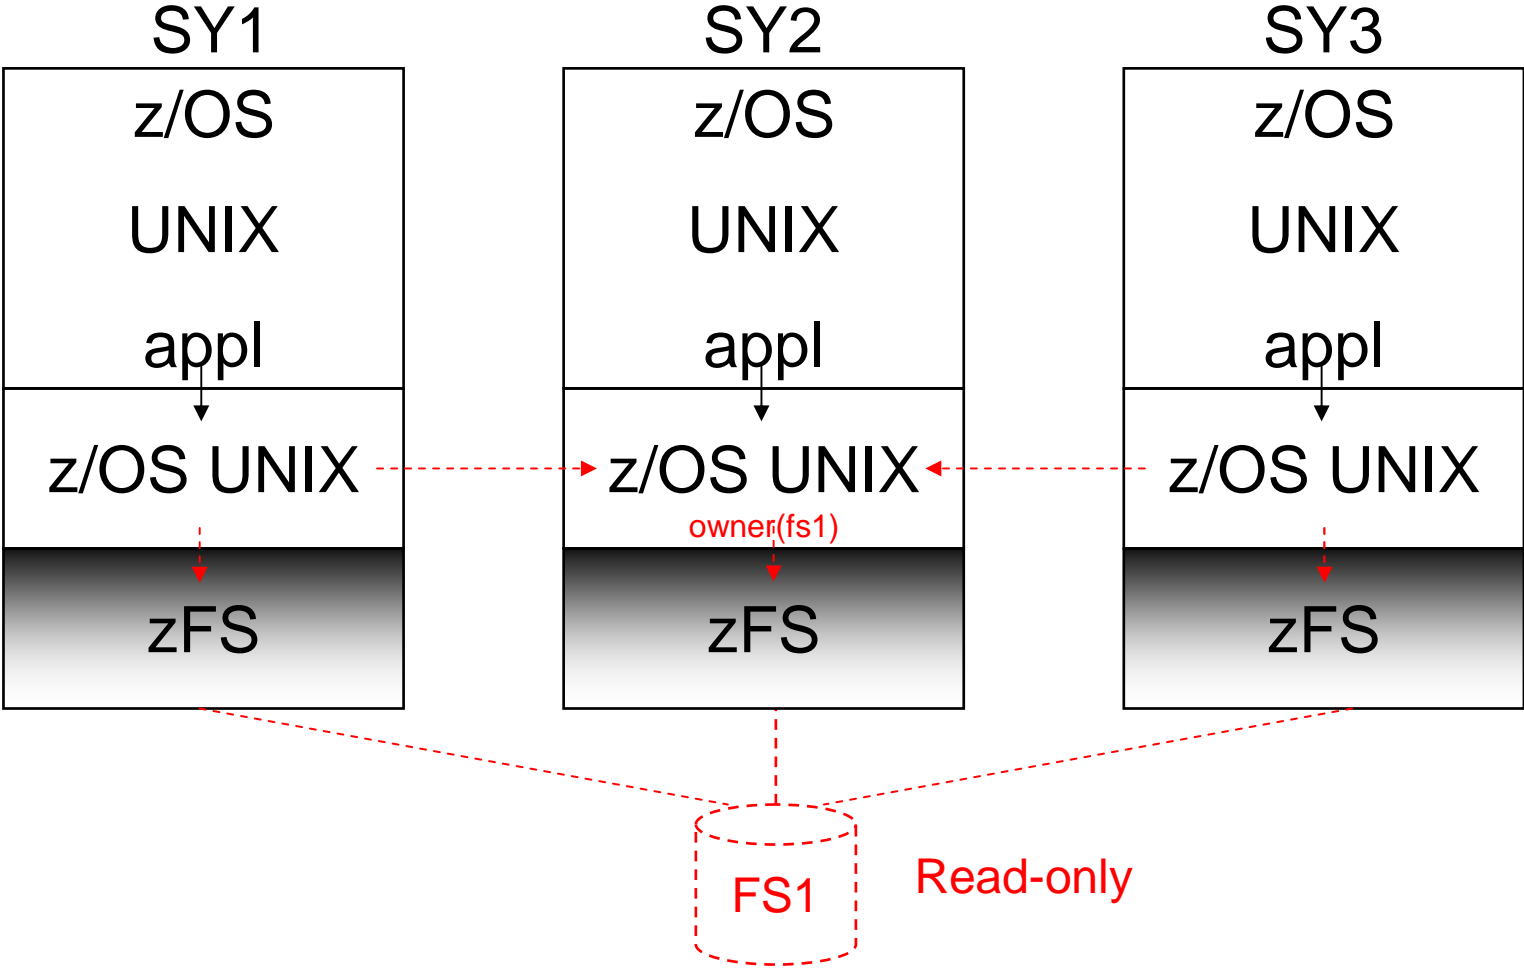 SY1
SY2
SY3
z/OS
z/OS
z/OS
UNIX
UNIX
UNIX
appl
appl
appl
z/OS UNIX
z/OS UNIX
z/OS UNIX
owner(fs1)
zFS
zFS
zFS
FS1
Read-only